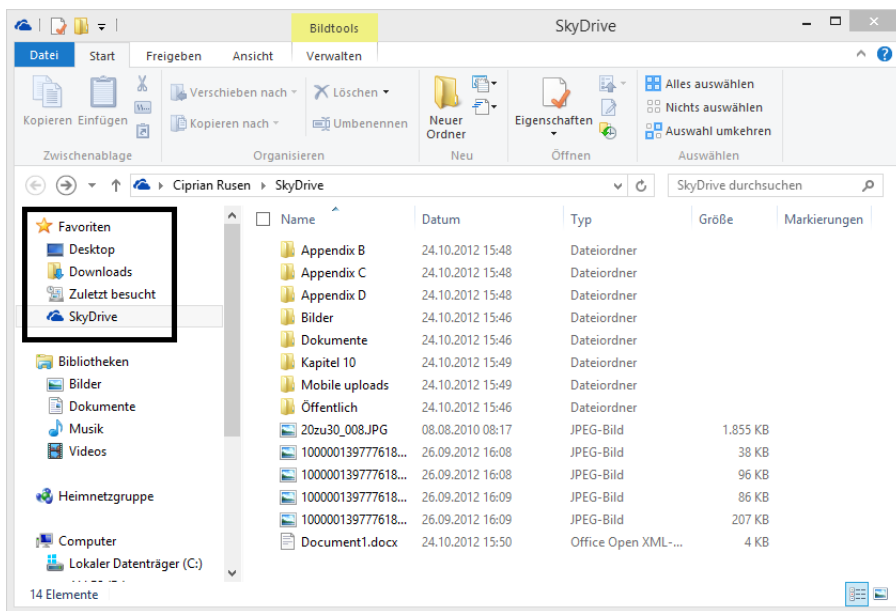 Bildtools
SkyDrive
Datei Start Freigeben Ansicht Verwalten
Kopieren Einfügen
Verschieben nach
Kopieren nach
Löschen
Umbenennen
Neuer
Ordner
Eigenschaften
Alles auswählen
Nichts auswählen
Auswahl umkehren
Zwischenablage Organisieren Neu Öffnen Auswählen
Ciprian Rusen SkyDrive
SkyDrive durchsuchen
Favoriten
Desktop
Downloads
Zuletzt besucht
SkyDrive
Bibliotheken
Bilder
Dokumente
Musik
Videos
Heimnetzgruppe
Computer
Lokaler Datenträger (C:)
Name Datum Typ Größe Markierungen
Appendix B 24.10.2012 15:48 Dateiordner
Appendix C 24.10.2012 15:48 Dateiordner
Appendix D 24.10.2012 15:48 Dateiordner
Bilder 24.10.2012 15:46 Dateiordner
Dokumente 24.10.2012 15:46 Dateiordner
Kapitel 10 24.10.2012 15:49 Dateiordner
Mobile uploads 24.10.2012 15:49 Dateiordner
Öffentlich 24.10.2012 15:46 Dateiordner
20zu30_008.JPG 08.08.2010 08:17 JPEG-Bild 1.855 KB
100000139777618... 26.09.2012 16:08 JPEG-Bild 38 KB
100000139777618... 26.09.2012 16:08 JPEG-Bild 96 KB
100000139777618... 26.09.2012 16:09 JPEG-Bild 86 KB
100000139777618... 26.09.2012 16:09 JPEG-Bild 207 KB
Document1.docx 24.10.2012 15:50 Office Open XML-... 4 KB
14 Elemente